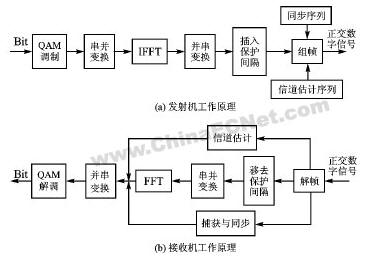 同步序列
Bit
QAM
调制
串并
变换
IFFT
并串
变换
插入
保护
间隔
组帧
正交数
字信号
信道估计序列
(a) 发射机工作原理
www.ChinaECNet.com
信道估计
Bit
QAM
解调
并串
变换
FFT
串并
变换
移去
保护
间隔
解帧
正交数
字信号
捕获与同步
(b) 接收机工作原理